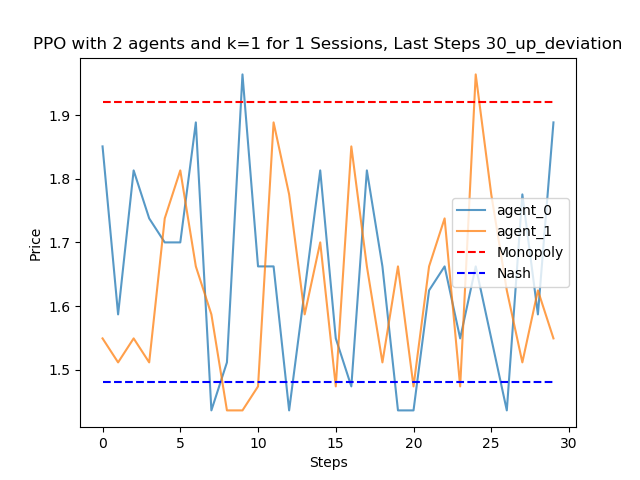 PPO with 2 agents and k=1 for 1 Sessions, Last Steps 30_up_deviation
1.9
1.8
1.7
1.6
1.5
Price
agent_0
agent_1
Monopoly
Nash
0 5 10 15 20 25 30
Steps